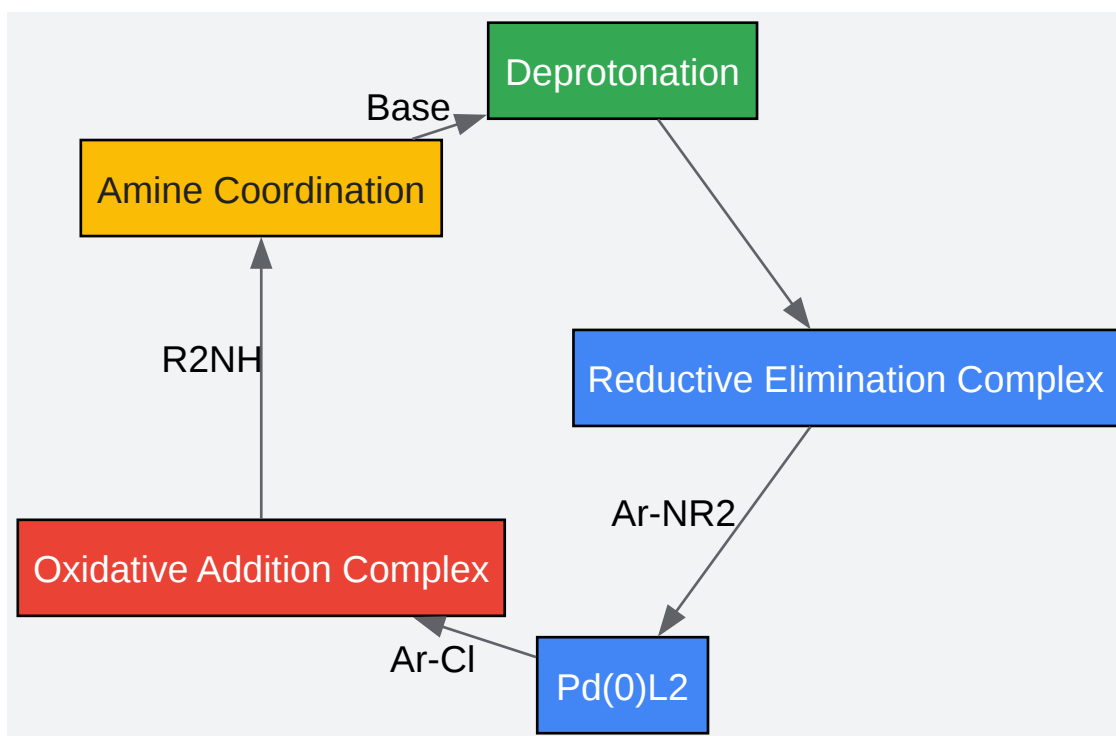 Deprotonation
Base
Amine Coordination
R2NH
Reductive Elimination Complex
Ar-NR2
Oxidative Addition Complex
Ar-Cl
Pd(0)L2